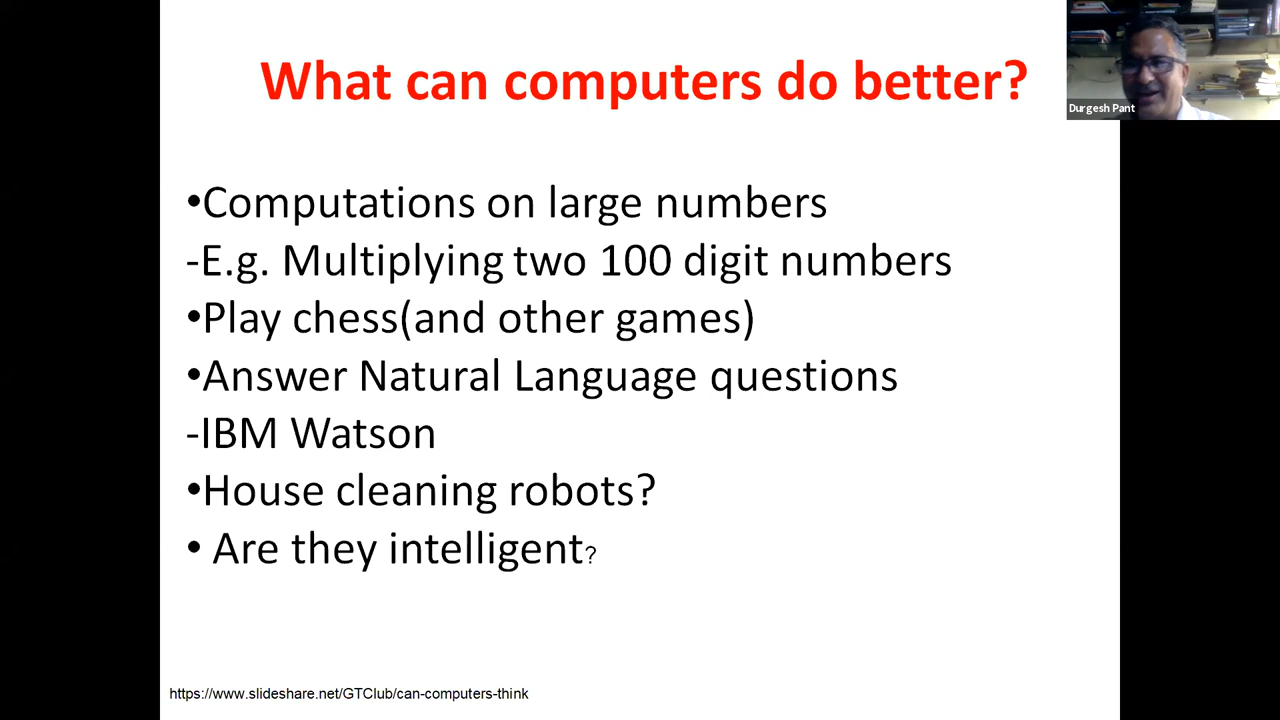 What can computers do better?
Durgesh Pant
•Computations on large numbers
-E.g. Multiplying two 100 digit numbers
•Play chess(and other games)
•Answer Natural Language questions
-IBM Watson
•House cleaning robots?
• Are they intelligent?
https://www.slideshare.net/GTClub/can-computers-think